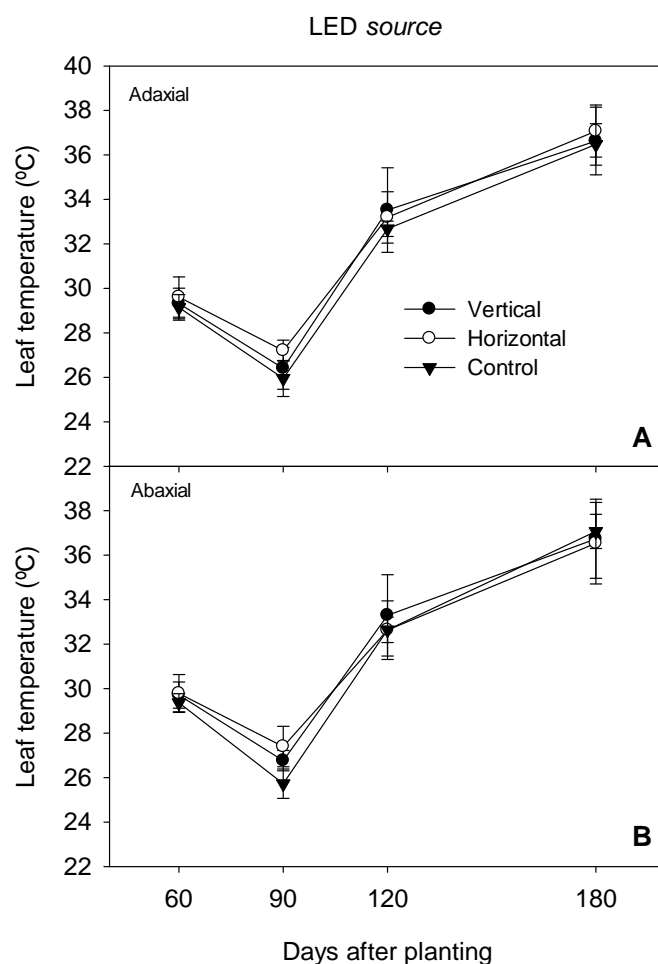 LED source
40
Adaxial
38
36
34
32
30
28
26
24
22
Leaf temperature (ºC)
Vertical
Horizontal
Control
A
Abaxial
38
36
34
32
30
28
26
24
22
Leaf temperature (ºC)
B
60 90 120 180
Days after planting